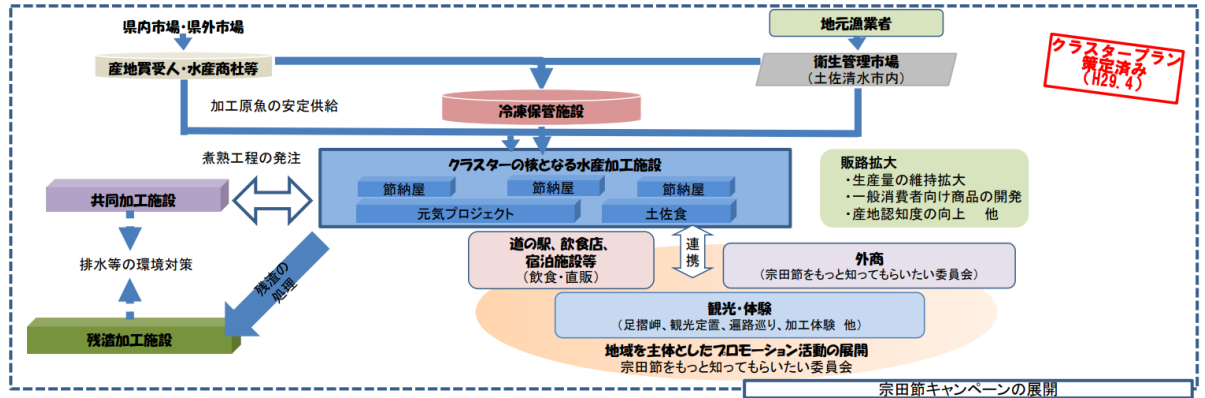 県内市場・県外市場
産地買受人・水産商社等
地元漁業者
衛生管理市場
(土佐清水市内)
クラスタープラン
策定済み
(H29.4)
加工原魚の安定供給
冷凍保管施設
煮熟工程の発注
クラスターの核となる水産加工施設
節納屋
節納屋
節納屋
元気プロジェクト
土佐食
共同加工施設
排水等の環境対策
残渣加工施設
残渣の
処理
販路拡大
・生産量の維持拡大
・一般消費者向け商品の開発
・産地認知度の向上 他
道の駅、飲食店、
宿泊施設等
(飲食・直販)
連携
外商
(宗田節をもっと知ってもらいたい委員会)
観光・体験
(足摺岬、観光定置、遍路巡り、加工体験 他)
地域を主体としたプロモーション活動の展開
宗田節をもっと知ってもらいたい委員会
宗田節キャンペーンの展開